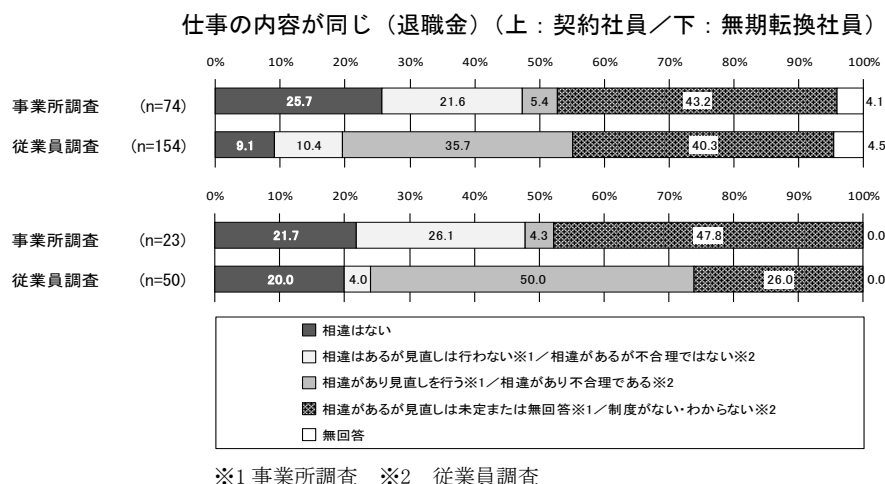 仕事の内容が同じ（退職金）（上：契約社員／下：無期転換社員）
0% 10% 20% 30% 40% 50% 60% 70% 80% 90% 100%
事業所調査 (n=74) 25.7 21.6 5.4 43.2 4.1
従業員調査 (n=154) 9.1 10.4 35.7 40.3 4.5
0% 10% 20% 30% 40% 50% 60% 70% 80% 90% 100%
事業所調査 (n=23) 21.7 26.1 4.3 47.8 0.0
従業員調査 (n=50) 20.0 4.0 50.0 26.0 0.0
相違はない
相違はあるが見直しは行わない※1／相違があるが不合理ではない※2
相違があり見直しを行う※1／相違があり不合理である※2
相違があるが見直しは未定または無回答※1／制度がない・わからない※2
無回答
※1 事業所調査　※2　従業員調査